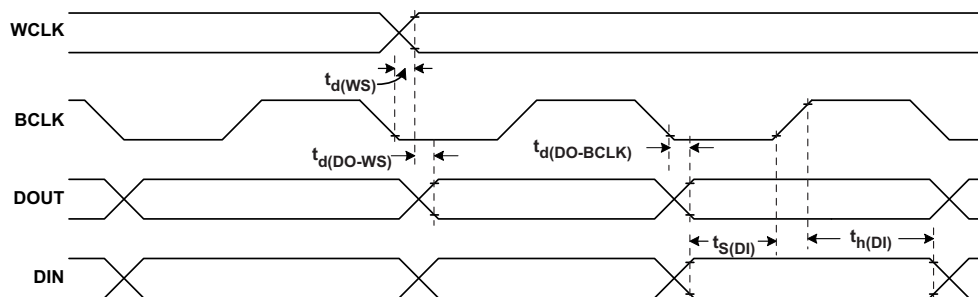 WCLK
t_d(WS)
BCLK
t_d(DO-WS)
t_d(DO-BCLK)
DOUT
t_S(DI)
t_h(DI)
DIN